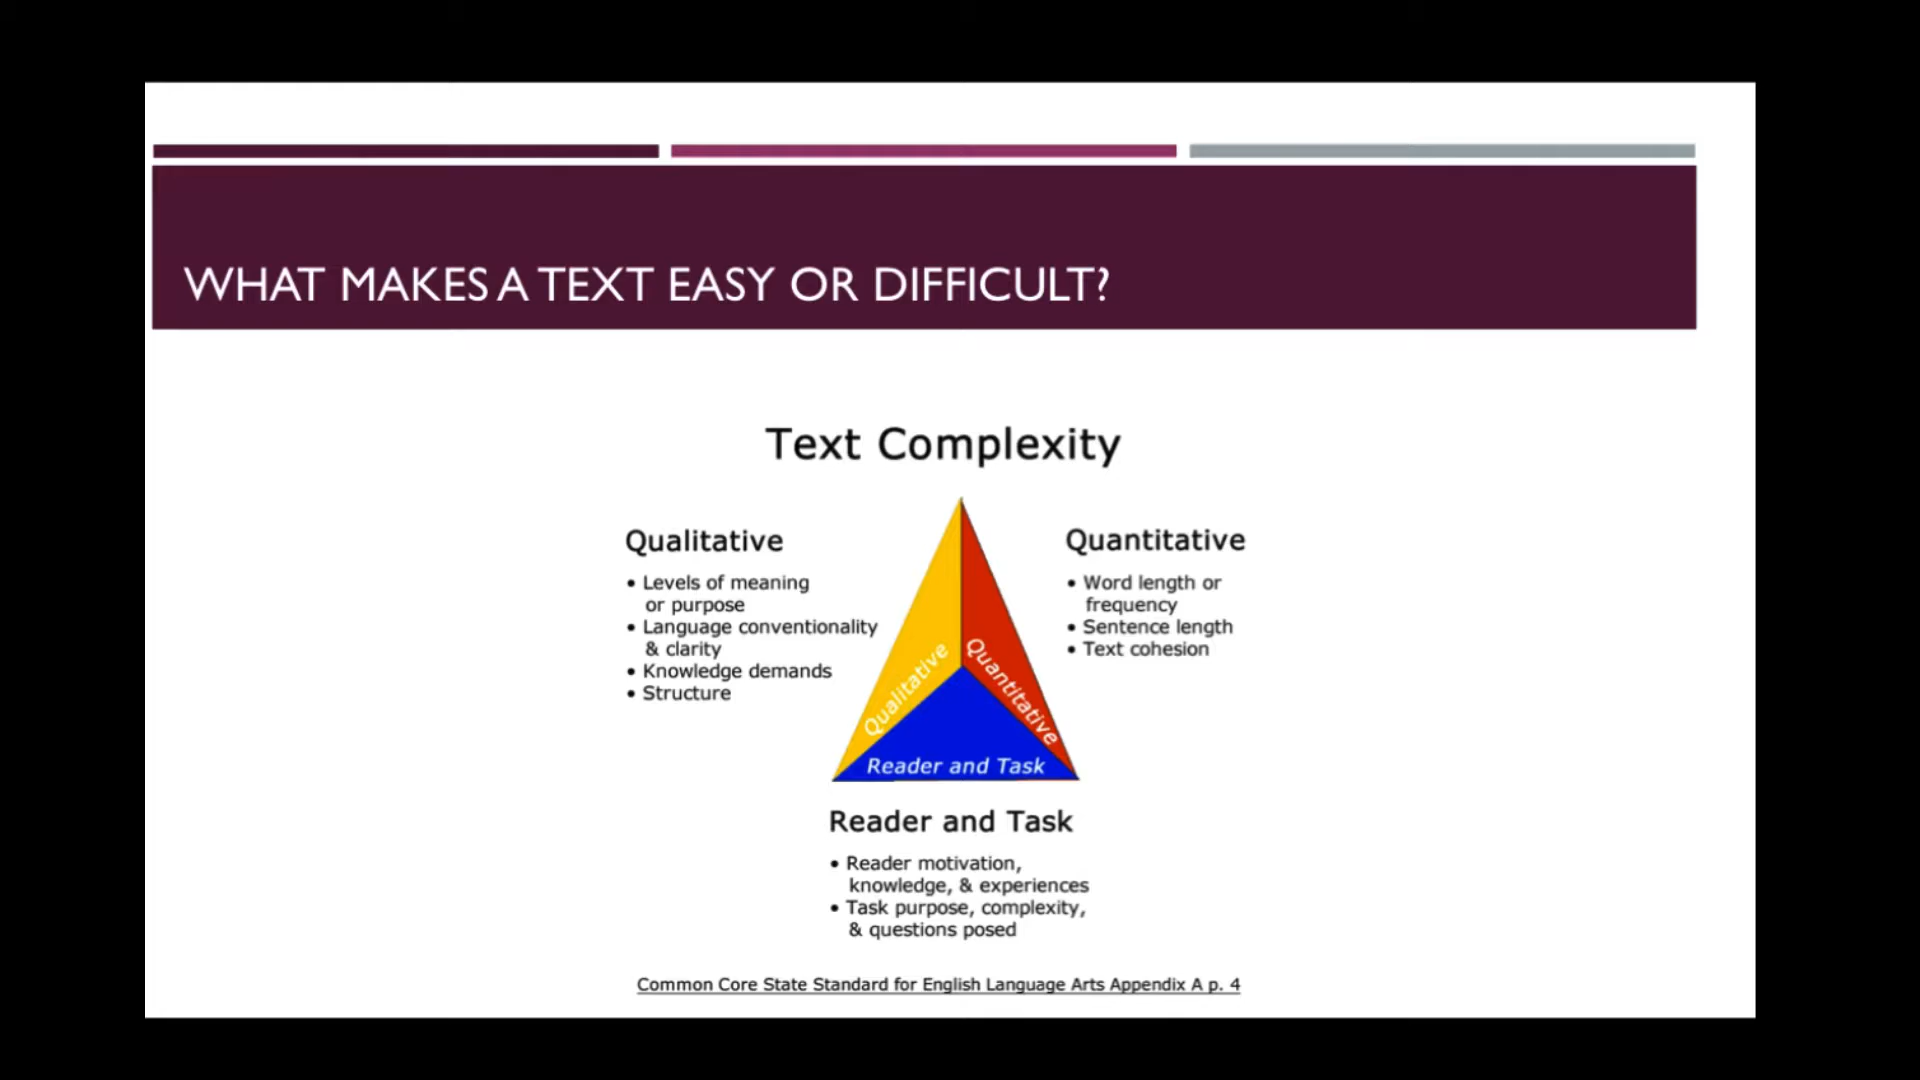 WHAT MAKES A TEXT EASY OR DIFFICULT?
Text Complexity
Qualitative
• Levels of meaning
or purpose
• Language conventionality
& clarity
• Knowledge demands
• Structure
Quantitative
• Word length or
frequency
• Sentence length
• Text cohesion
Qualitative
Quantitative
Reader and Task
Reader and Task
• Reader motivation,
knowledge, & experiences
• Task purpose, complexity,
& questions posed
Common Core State Standard for English Language Arts Appendix A p. 4